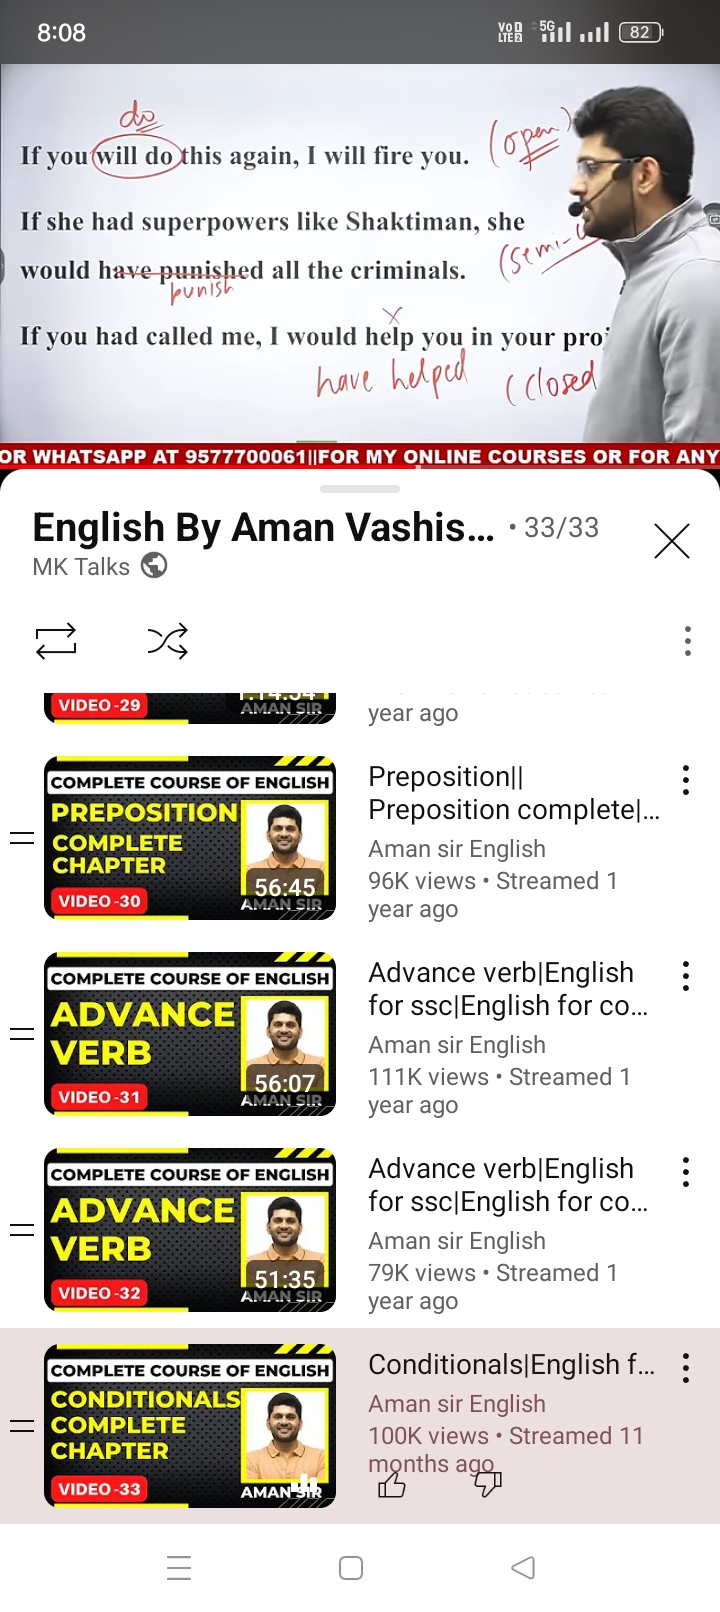 8:08
VoD LTE2 5G 82
do
If you will do this again, I will fire you. (open)
If she had superpowers like Shaktiman, she
would have punished all the criminals. (semi-
punish
If you had called me, I would help you in your
have helped (closed
OR WHATSAPP AT 9577700061||FOR MY ONLINE COURSES OR FOR ANY
English By Aman Vashis... • 33/33
MK Talks
VIDEO-29
AMAN SIR
year ago
COMPLETE COURSE OF ENGLISH
PREPOSITION
COMPLETE
CHAPTER
56:45
VIDEO-30
AMAN SIR
Preposition||
Preposition complete|...
Aman sir English
96K views • Streamed 1
year ago
COMPLETE COURSE OF ENGLISH
ADVANCE
VERB
56:07
VIDEO-31
AMAN SIR
Advance verb|English
for ssc|English for co...
Aman sir English
111K views • Streamed 1
year ago
COMPLETE COURSE OF ENGLISH
ADVANCE
VERB
51:35
VIDEO-32
AMAN SIR
Advance verb|English
for ssc|English for co...
Aman sir English
79K views • Streamed 1
year ago
COMPLETE COURSE OF ENGLISH
CONDITIONALS
COMPLETE
CHAPTER
VIDEO-33
AMAN SIR
Conditionals|English f...
Aman sir English
100K views • Streamed 11
months ago